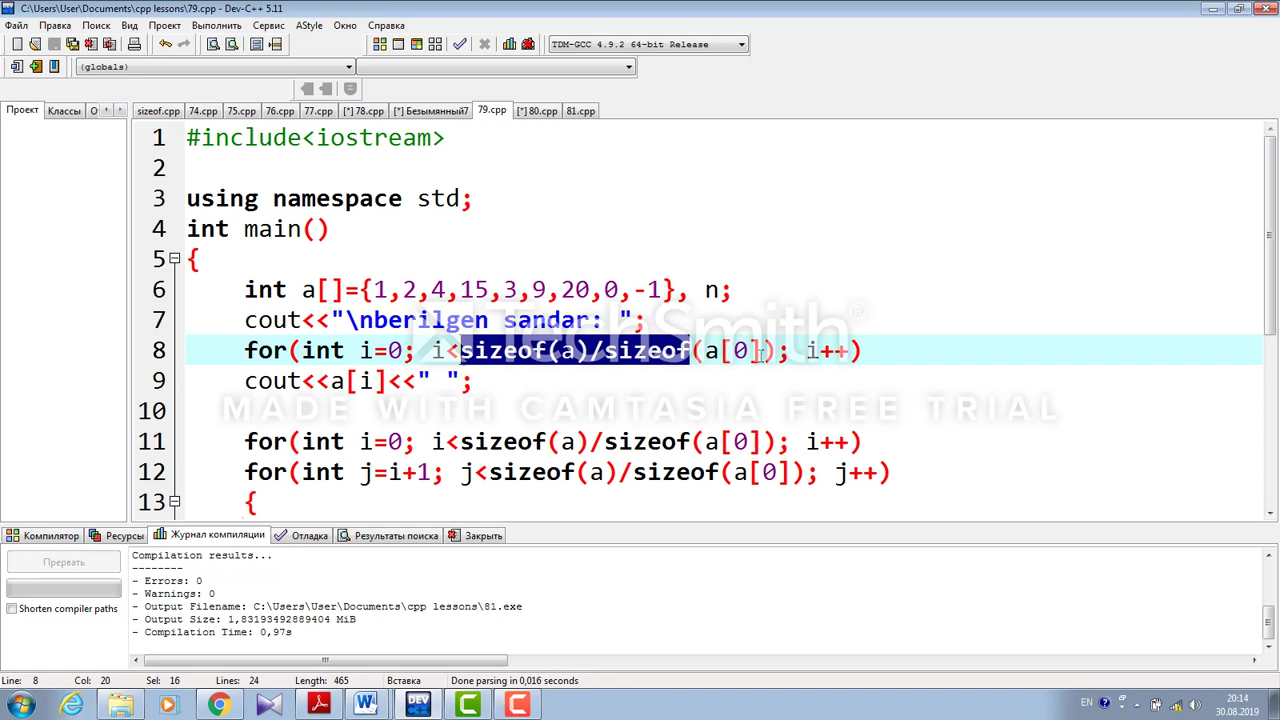 C:\Users\User\Documents\cpp lessons\79.cpp - Dev-C++ 5.11
Файл Правка Поиск Вид Проект Выполнить Сервис AStyle Окно Справка
TDM-GCC 4.9.2 64-bit Release
(globals)
Проект Классы О sizeof.cpp 74.cpp 75.cpp 76.cpp 77.cpp [*] 78.cpp [*] Безымянный7 79.cpp [*] 80.cpp 81.cpp
1 #include<iostream>
2
3 using namespace std;
4 int main()
5 {
6 int a[]={1,2,4,15,3,9,20,0,-1}, n;
7 cout<<"\nberilgen sandar: ";
8 for(int i=0; i<sizeof(a)/sizeof(a[0]); i++)
9 cout<<a[i]<<" ";
10
11 for(int i=0; i<sizeof(a)/sizeof(a[0]); i++)
12 for(int j=i+1; j<sizeof(a)/sizeof(a[0]); j++)
13 {
TechSmith®
MADE WITH CAMTASIA FREE TRIAL
Компилятор Ресурсы Журнал компиляции Отладка Результаты поиска Закрыть
Прервать
Shorten compiler paths
Compilation results...
--------
- Errors: 0
- Warnings: 0
- Output Filename: C:\Users\User\Documents\cpp lessons\81.exe
- Output Size: 1,83193492889404 MiB
- Compilation Time: 0,97s
Line: 8 Col: 20 Sel: 16 Lines: 24 Length: 465 Вставка Done parsing in 0,016 seconds
DEV
EN 20:14
30.08.2019